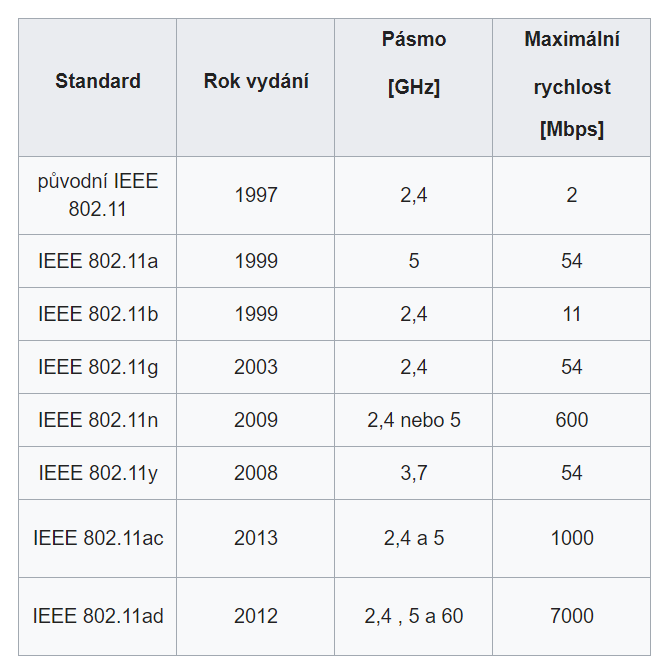 Standard Rok vydání Pásmo [GHz] Maximální rychlost [Mbps]
původní IEEE 802.11 1997 2,4 2
IEEE 802.11a 1999 5 54
IEEE 802.11b 1999 2,4 11
IEEE 802.11g 2003 2,4 54
IEEE 802.11n 2009 2,4 nebo 5 600
IEEE 802.11y 2008 3,7 54
IEEE 802.11ac 2013 2,4 a 5 1000
IEEE 802.11ad 2012 2,4 , 5 a 60 7000